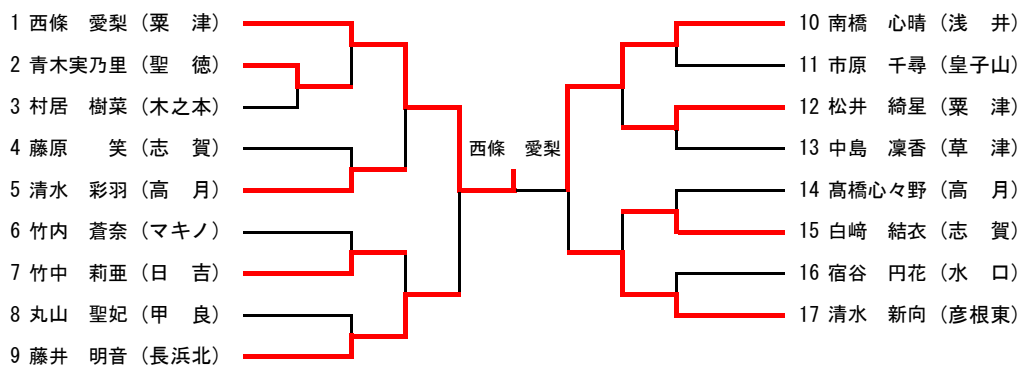 1 西條　愛梨（粟　津）
2 青木実乃里（聖　徳）
3 村居　樹菜（木之本）
4 藤原　　笑（志　賀）
5 清水　彩羽（高　月）
6 竹内　蒼奈（マキノ）
7 竹中　莉亜（日　吉）
8 丸山　聖妃（甲　良）
9 藤井　明音（長浜北）
西條　愛梨
10 南橋　心晴（浅　井）
11 市原　千尋（皇子山）
12 松井　綺星（粟　津）
13 中島　凜香（草　津）
14 髙橋心々野（高　月）
15 白﨑　結衣（志　賀）
16 宿谷　円花（水　口）
17 清水　新向（彦根東）